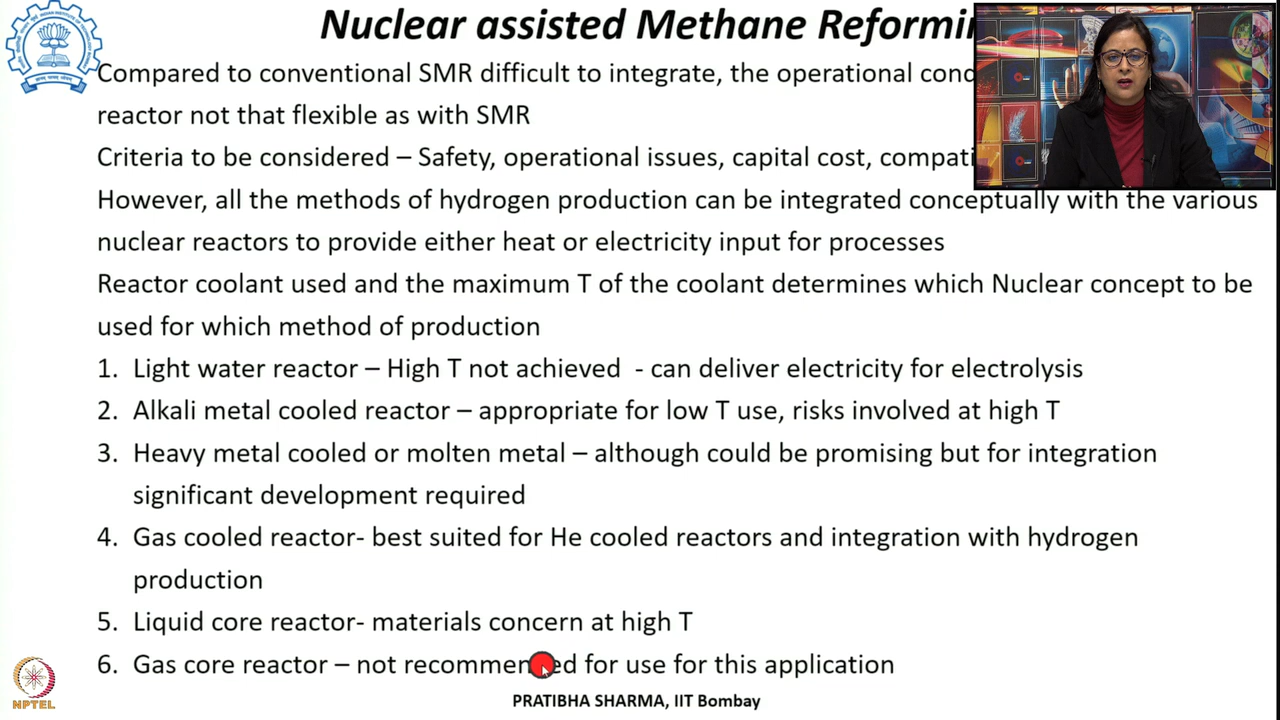 Nuclear assisted Methane
Compared to conventional SMR difficult to integrate, the operational
reactor not that flexible as with SMR
Criteria to be considered – Safety, operational issues, capital cost,
However, all the methods of hydrogen production can be integrated conceptually with the various
nuclear reactors to provide either heat or electricity input for processes
Reactor coolant used and the maximum T of the coolant determines which Nuclear concept to be
used for which method of production
1. Light water reactor – High T not achieved - can deliver electricity for electrolysis
2. Alkali metal cooled reactor – appropriate for low T use, risks involved at high T
3. Heavy metal cooled or molten metal – although could be promising but for integration
significant development required
4. Gas cooled reactor- best suited for He cooled reactors and integration with hydrogen
production
5. Liquid core reactor- materials concern at high T
6. Gas core reactor – not recommended for use for this application
NPTEL
PRATIBHA SHARMA, IIT Bombay